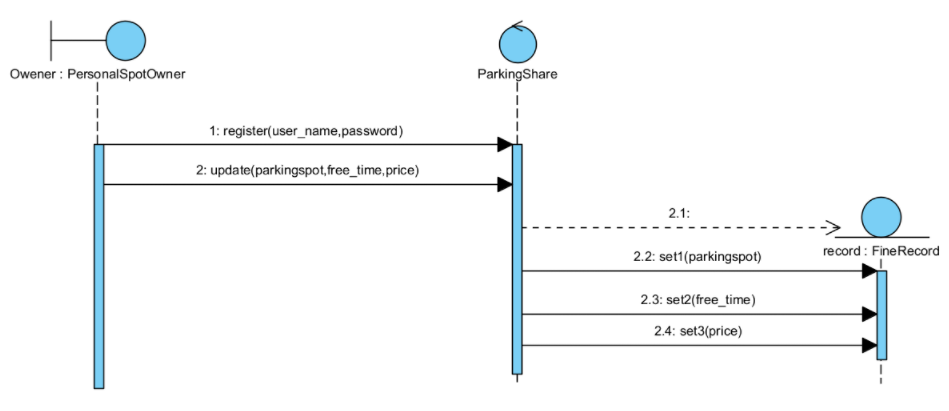 Owener : PersonalSpotOwner
ParkingShare
1: register(user_name,password)
2: update(parkingspot,free_time,price)
2.1:
record : FineRecord
2.2: set1(parkingspot)
2.3: set2(free_time)
2.4: set3(price)